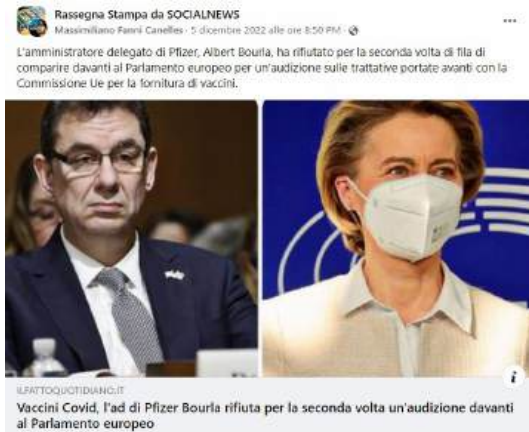 Rassegna Stampa da SOCIALNEWS
Massimiliano Fanni Canelles · 5 dicembre 2022 alle ore 8:50 PM ·
L'amministratore delegato di Pfizer, Albert Bourla, ha rifiutato per la seconda volta di fila di
comparire davanti al Parlamento europeo per un'audizione sulle trattative portate avanti con la
Commissione Ue per la fornitura di vaccini.
ILFATTOQUOTIDIANO.IT
Vaccini Covid, l'ad di Pfizer Bourla rifiuta per la seconda volta un'audizione davanti
al Parlamento europeo